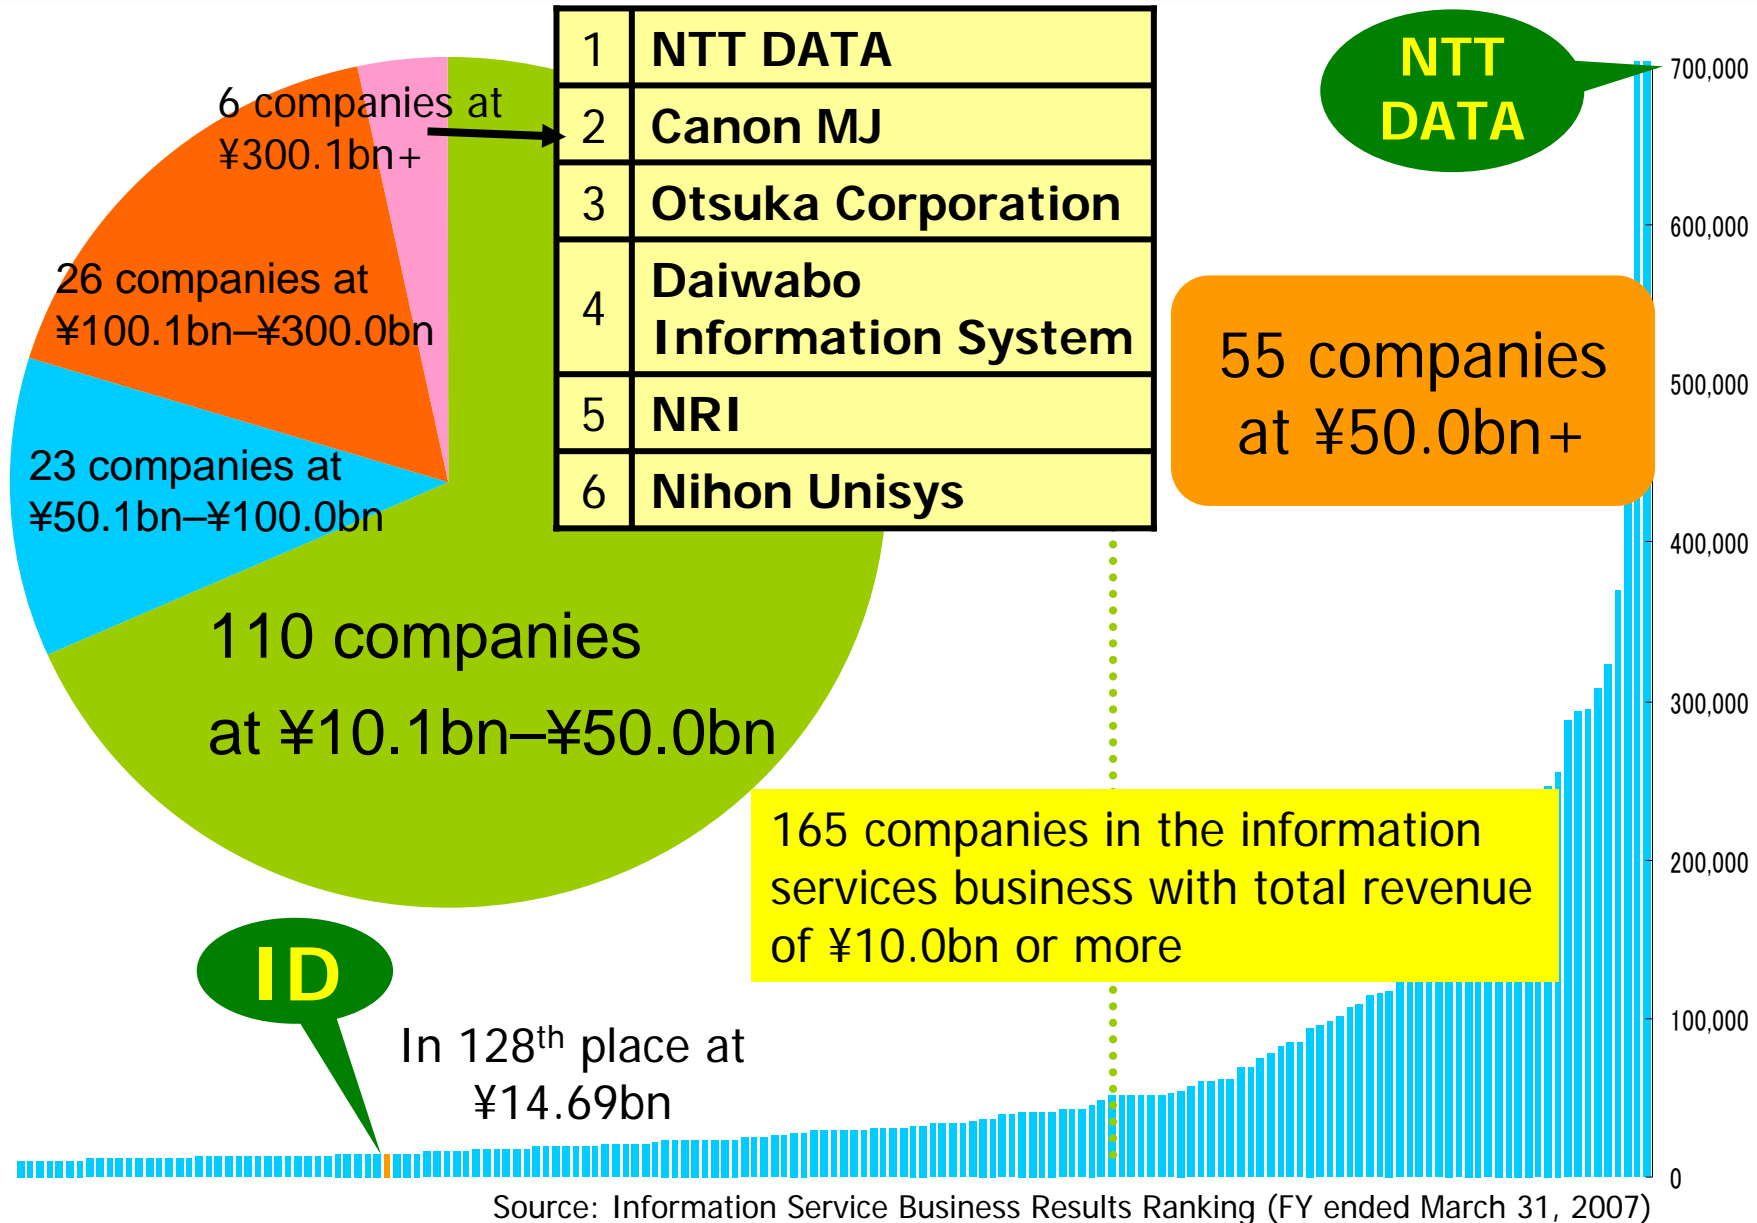 1 NTT DATA
2 Canon MJ
3 Otsuka Corporation
4 Daiwabo
Information System
5 NRI
6 Nihon Unisys
6 companies at
¥300.1bn+
26 companies at
¥100.1bn–¥300.0bn
23 companies at
¥50.1bn–¥100.0bn
110 companies
at ¥10.1bn–¥50.0bn
NTT
DATA
55 companies
at ¥50.0bn+
165 companies in the information
services business with total revenue
of ¥10.0bn or more
ID
In 128th place at
¥14.69bn
700,000
600,000
500,000
400,000
300,000
200,000
100,000
0
Source: Information Service Business Results Ranking (FY ended March 31, 2007)